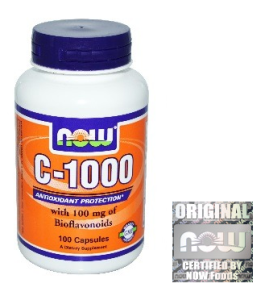 now
C-1000
ANTIOXIDANT PROTECTION*
with 100 mg of
Bioflavonoids
100 Capsules
A Dietary Supplement
ORIGINAL
now
CERTIFIED BY
NOW Foods